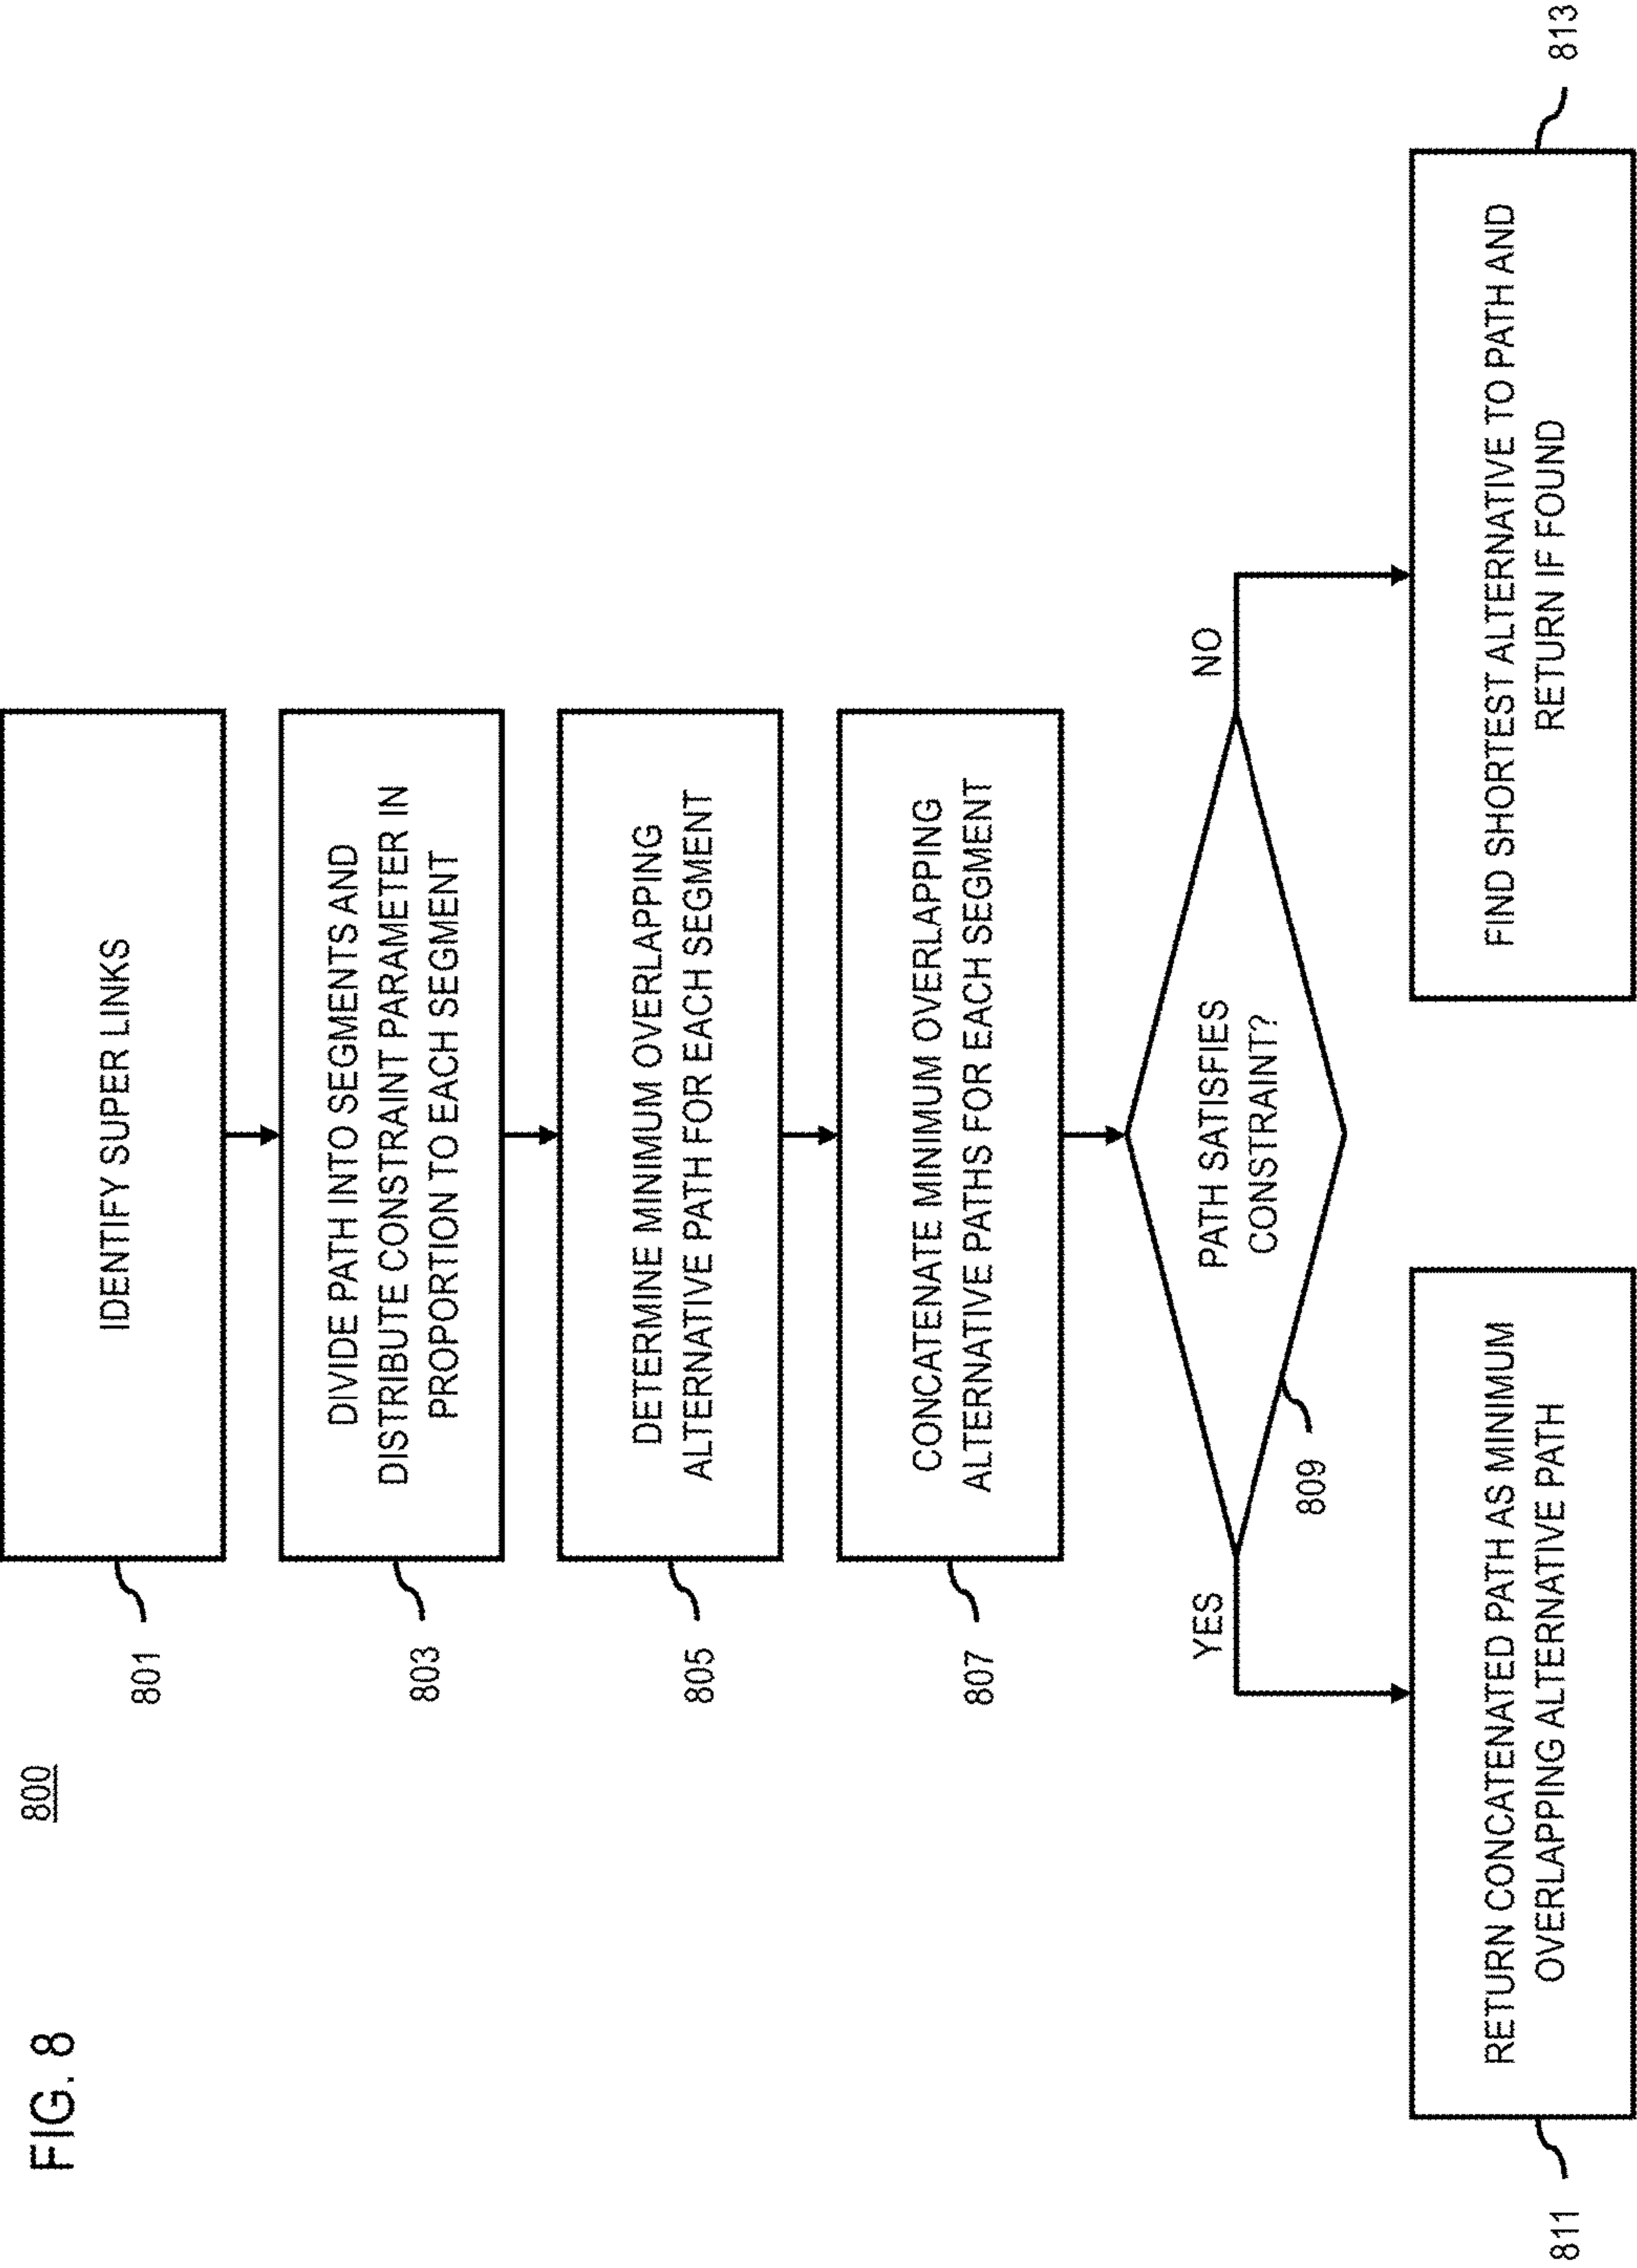 FIG. 8
800
801
IDENTIFY SUPER LINKS
803
DIVIDE PATH INTO SEGMENTS AND
DISTRIBUTE CONSTRAINT PARAMETER IN
PROPORTION TO EACH SEGMENT
805
DETERMINE MINIMUM OVERLAPPING
ALTERNATIVE PATH FOR EACH SEGMENT
807
CONCATENATE MINIMUM OVERLAPPING
ALTERNATIVE PATHS FOR EACH SEGMENT
YES
NO
PATH SATISFIES
CONSTRAINT?
809
811
RETURN CONCATENATED PATH AS MINIMUM
OVERLAPPING ALTERNATIVE PATH
FIND SHORTEST ALTERNATIVE TO PATH AND
RETURN IF FOUND
813